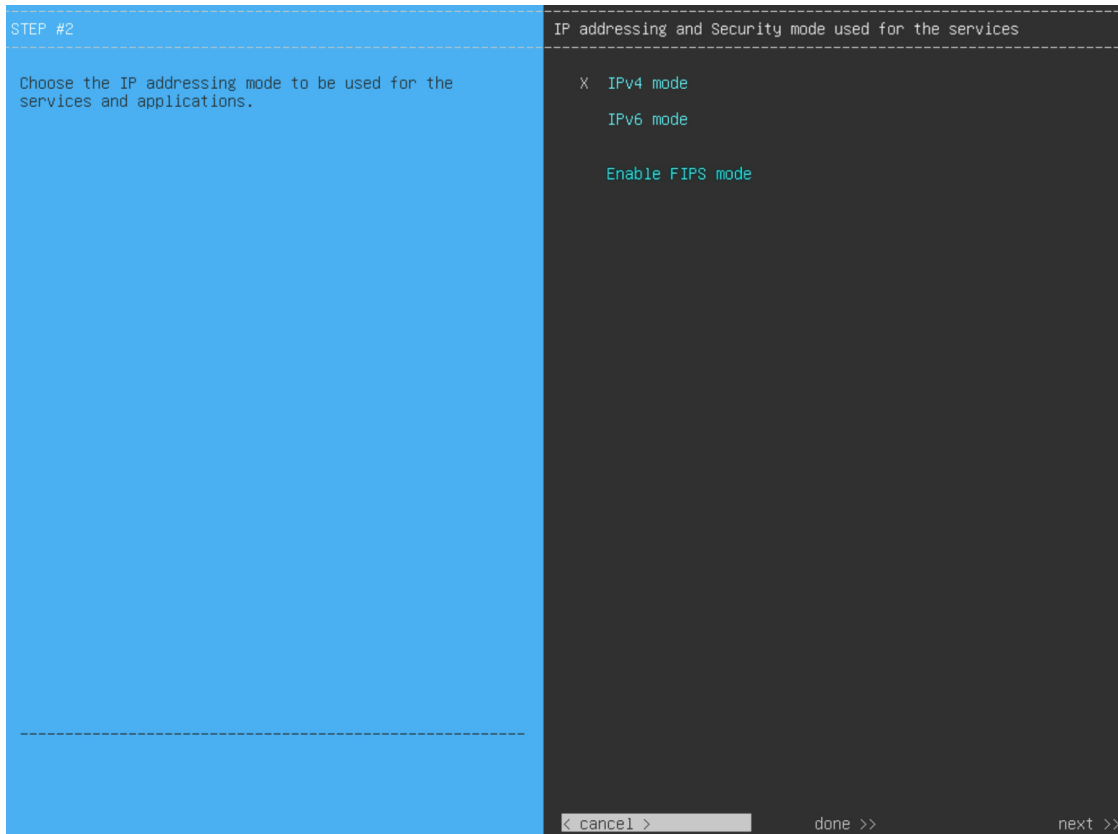 STEP #2
Choose the IP addressing mode to be used for the
services and applications.
IP addressing and Security mode used for the services
X IPv4 mode
IPv6 mode
Enable FIPS mode
< cancel > done >> next >>